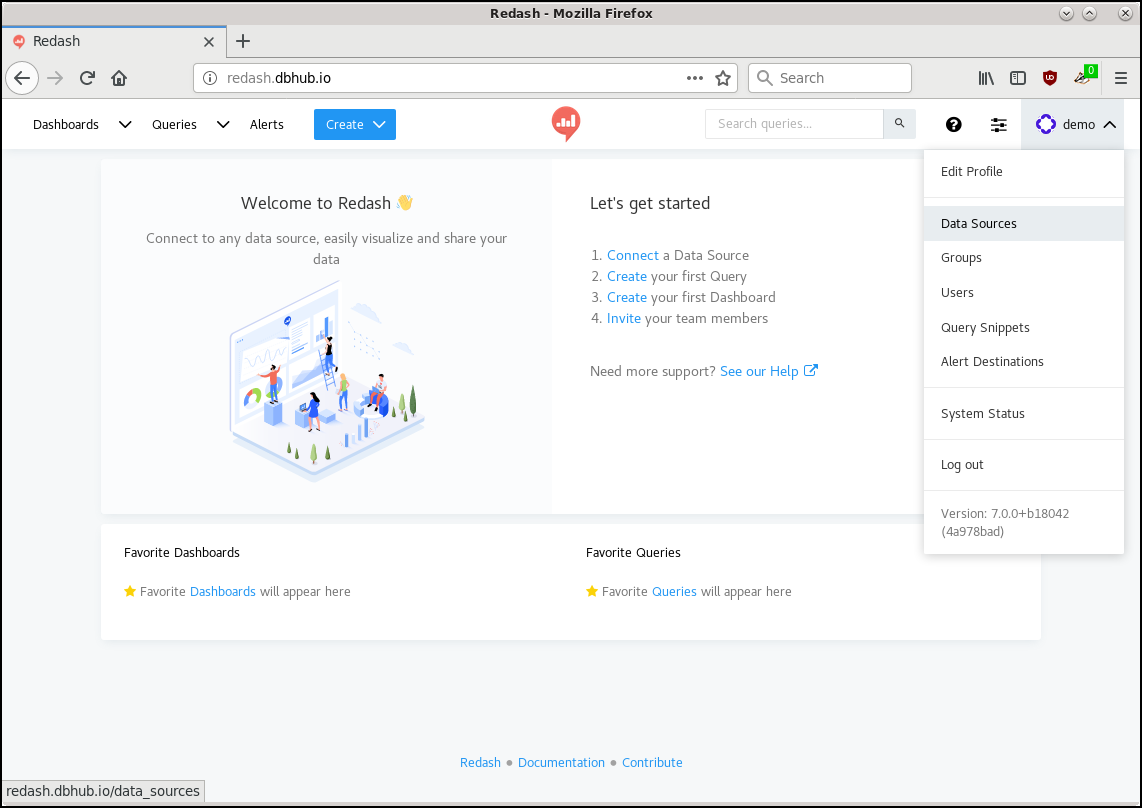 Redash - Mozilla Firefox
Redash
redash.dbhub.io
Search
0
Dashboards
Queries
Alerts
Create
Search queries...
demo
Edit Profile
Data Sources
Groups
Users
Query Snippets
Alert Destinations
System Status
Log out
Version: 7.0.0+b18042
(4a978bad)
Welcome to Redash 👋
Connect to any data source, easily visualize and share your
data
Let's get started
1. Connect a Data Source
2. Create your first Query
3. Create your first Dashboard
4. Invite your team members
Need more support? See our Help
Favorite Dashboards
Favorite Dashboards will appear here
Favorite Queries
Favorite Queries will appear here
Redash ● Documentation ● Contribute
redash.dbhub.io/data_sources